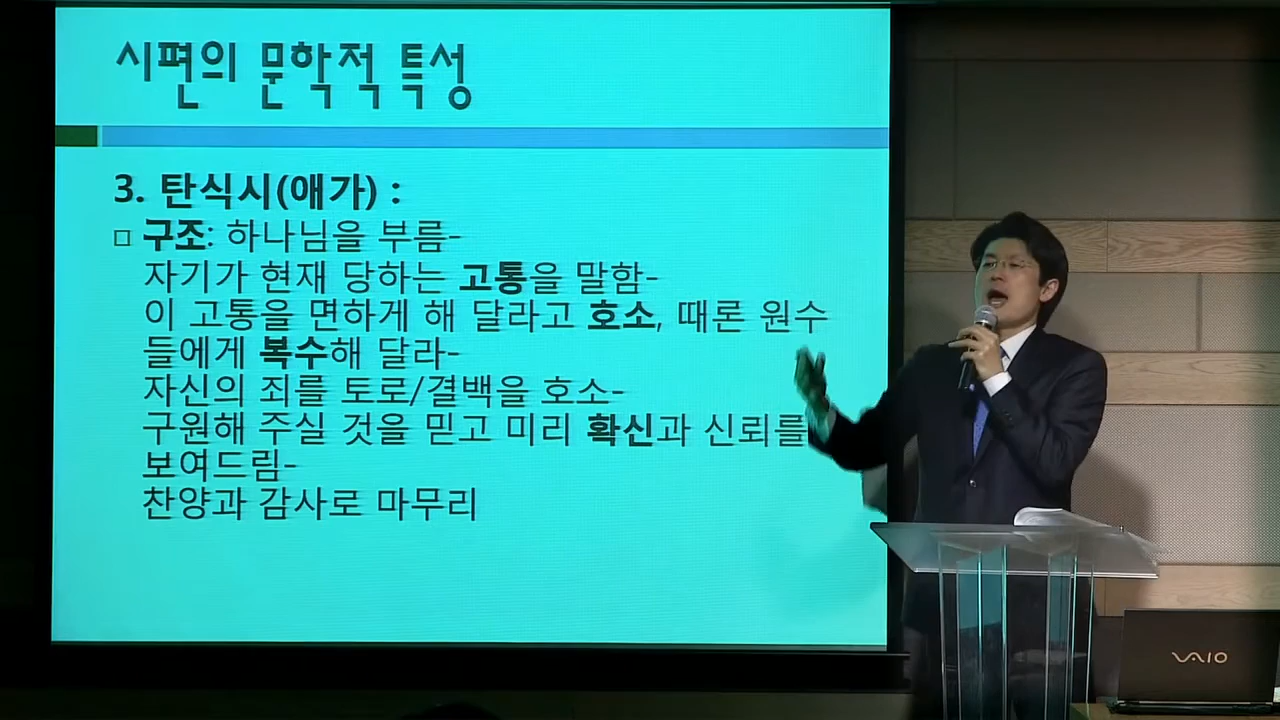 시편의 문학적 특성
3. 탄식시(애가) :
□ 구조: 하나님을 부름-
자기가 현재 당하는 고통을 말함-
이 고통을 면하게 해 달라고 호소, 때론 원수
들에게 복수해 달라-
자신의 죄를 토로/결백을 호소-
구원해 주실 것을 믿고 미리 확신과 신뢰를
보여드림-
찬양과 감사로 마무리
VAIO